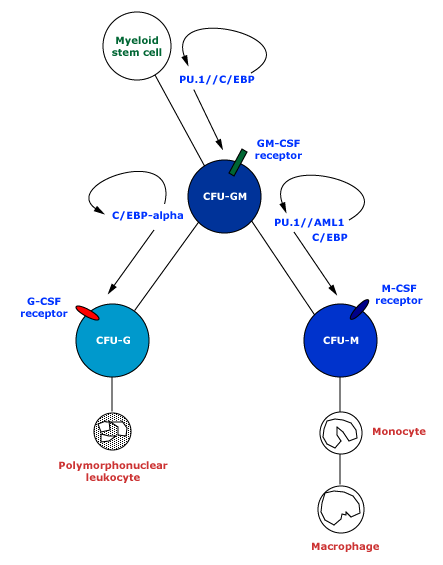 Myeloid
stem cell
PU.1//C/EBP
GM-CSF
receptor
CFU-GM
C/EBP-alpha
PU.1//AML1
C/EBP
G-CSF
receptor
M-CSF
receptor
CFU-G
CFU-M
Monocyte
Polymorphonuclear
leukocyte
Macrophage